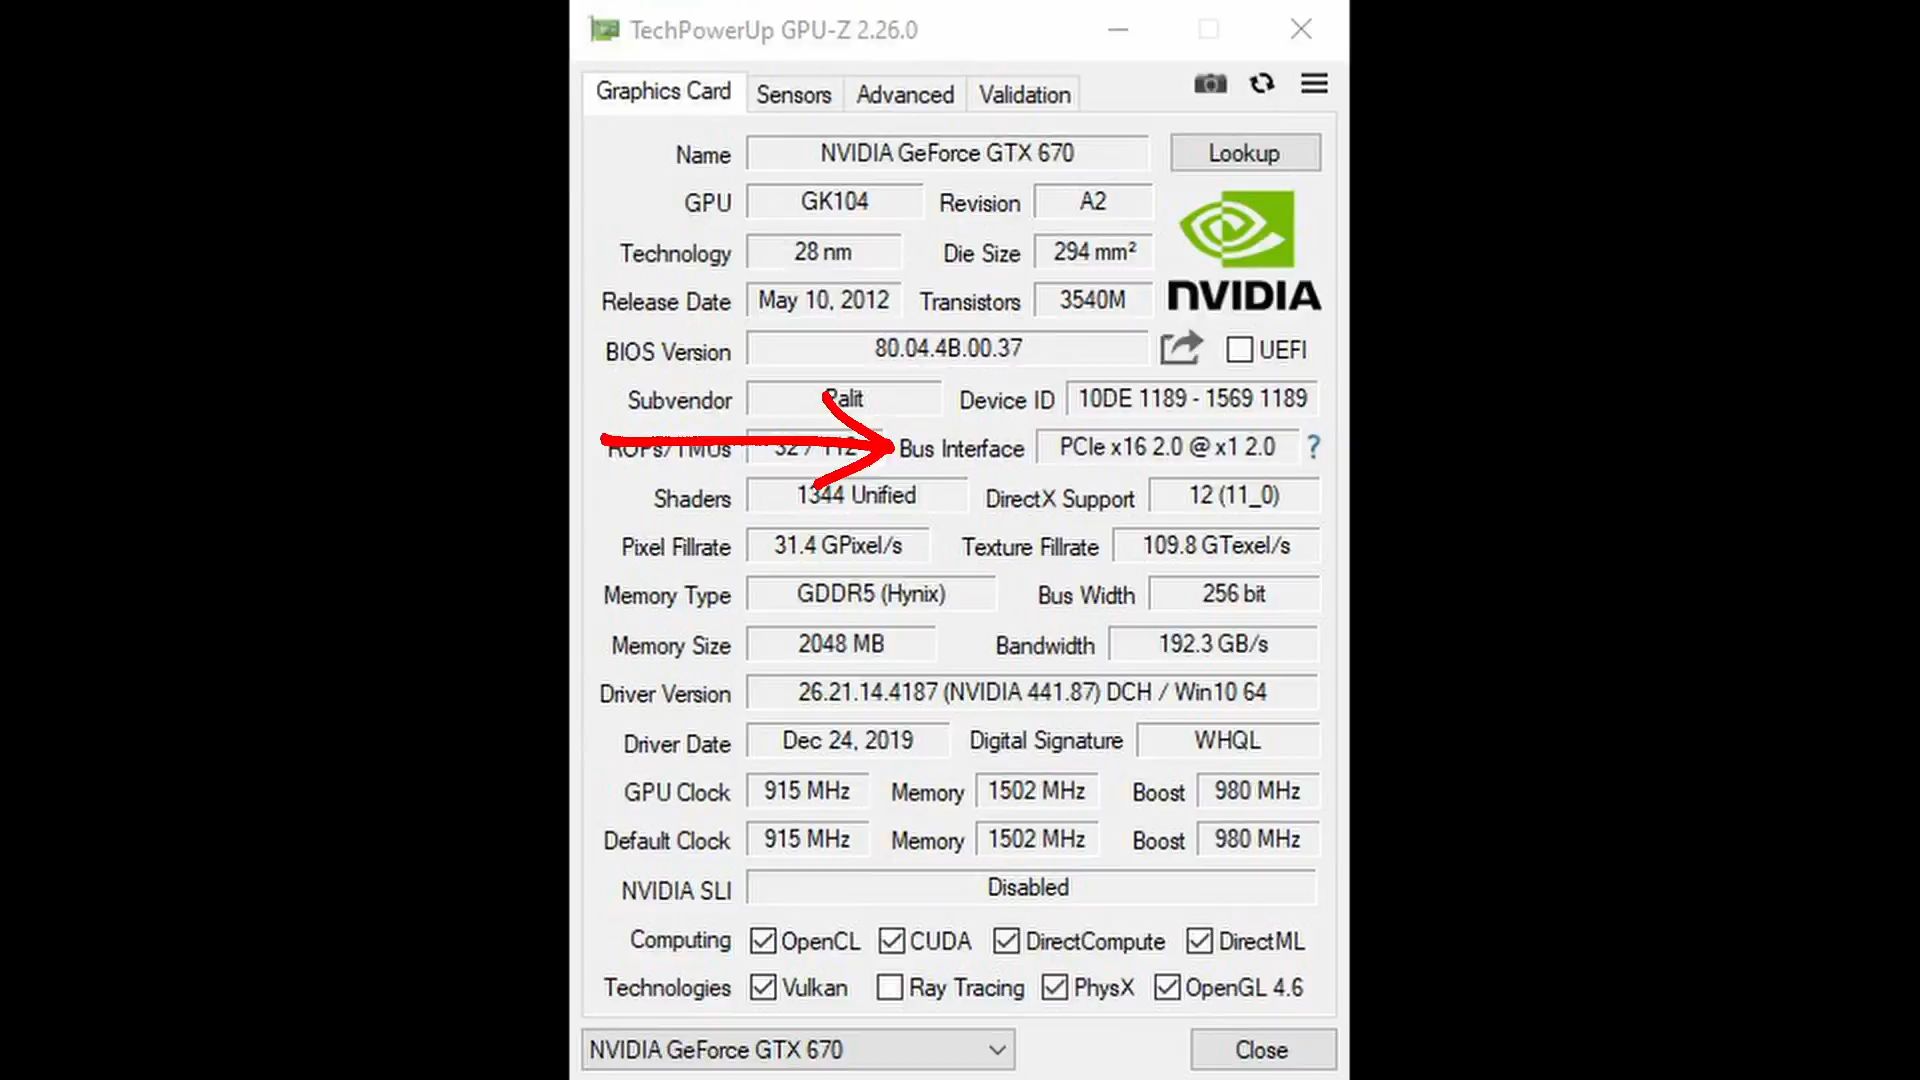 TechPowerUp GPU-Z 2.26.0
Graphics Card Sensors Advanced Validation
Name NVIDIA GeForce GTX 670 Lookup
GPU GK104 Revision A2
Technology 28 nm Die Size 294 mm²
NVIDIA
Release Date May 10, 2012 Transistors 3540M
BIOS Version 80.04.4B.00.37 UEFI
Subvendor Palit Device ID 10DE 1189 - 1569 1189
ROPs/TMUs 32 / 112 Bus Interface PCIe x16 2.0 @ x1 2.0 ?
Shaders 1344 Unified DirectX Support 12 (11_0)
Pixel Fillrate 31.4 GPixel/s Texture Fillrate 109.8 GTexel/s
Memory Type GDDR5 (Hynix) Bus Width 256 bit
Memory Size 2048 MB Bandwidth 192.3 GB/s
Driver Version 26.21.14.4187 (NVIDIA 441.87) DCH / Win10 64
Driver Date Dec 24, 2019 Digital Signature WHQL
GPU Clock 915 MHz Memory 1502 MHz Boost 980 MHz
Default Clock 915 MHz Memory 1502 MHz Boost 980 MHz
NVIDIA SLI Disabled
Computing OpenCL CUDA DirectCompute DirectML
Technologies Vulkan Ray Tracing PhysX OpenGL 4.6
NVIDIA GeForce GTX 670 Close